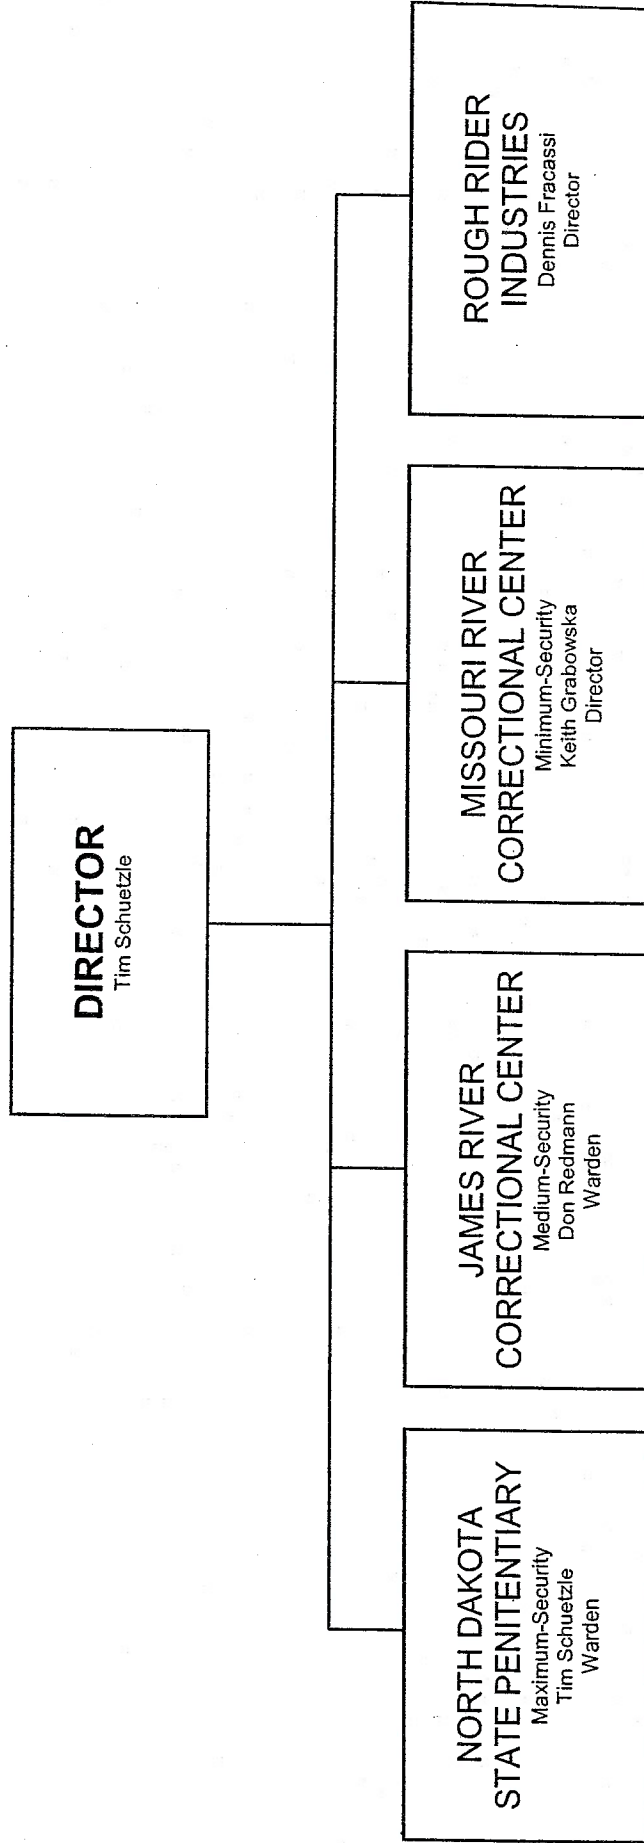 DIRECTOR
Tim Schuetzle
NORTH DAKOTA
STATE PENITENTIARY
Maximum-Security
Tim Schuetzle
Warden
JAMES RIVER
CORRECTIONAL CENTER
Medium-Security
Don Redmann
Warden
MISSOURI RIVER
CORRECTIONAL CENTER
Minimum-Security
Keith Grabowska
Director
ROUGH RIDER
INDUSTRIES
Dennis Fracassi
Director